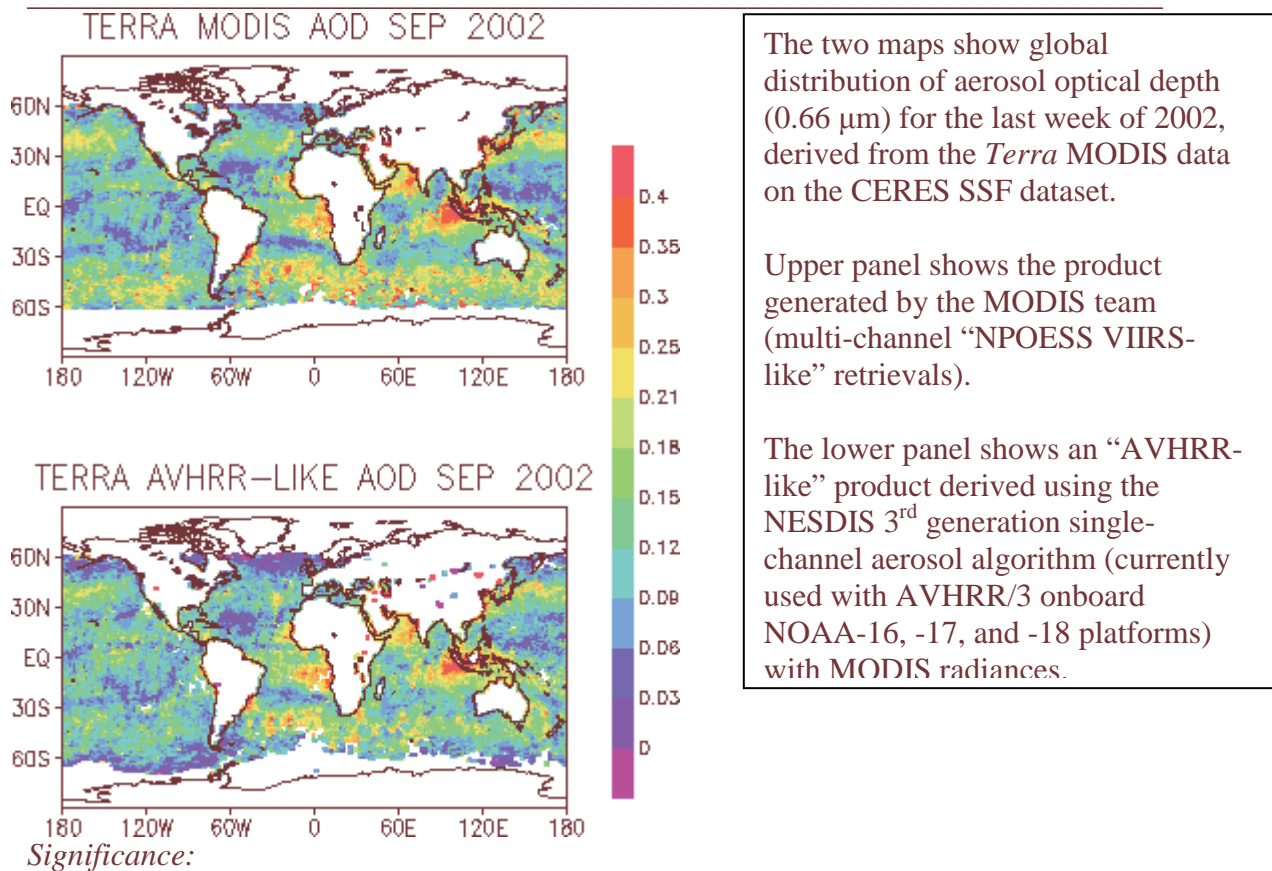 TERRA MODIS AOD SEP 2002
60N
30N
EQ
30S
60S
180 120W 60W 0 60E 120E 180
TERRA AVHRR-LIKE AOD SEP 2002
60N
30N
EQ
30S
60S
180 120W 60W 0 60E 120E 180
0.4
0.35
0.3
0.25
0.21
0.18
0.15
0.12
0.09
0.06
0.03
0
The two maps show global
distribution of aerosol optical depth
(0.66 μm) for the last week of 2002,
derived from the Terra MODIS data
on the CERES SSF dataset.
Upper panel shows the product
generated by the MODIS team
(multi-channel “NPOESS VIIRS-
like” retrievals).
The lower panel shows an “AVHRR-
like” product derived using the
NESDIS 3rd generation single-
channel aerosol algorithm (currently
used with AVHRR/3 onboard
NOAA-16, -17, and -18 platforms)
with MODIS radiances.
Significance: